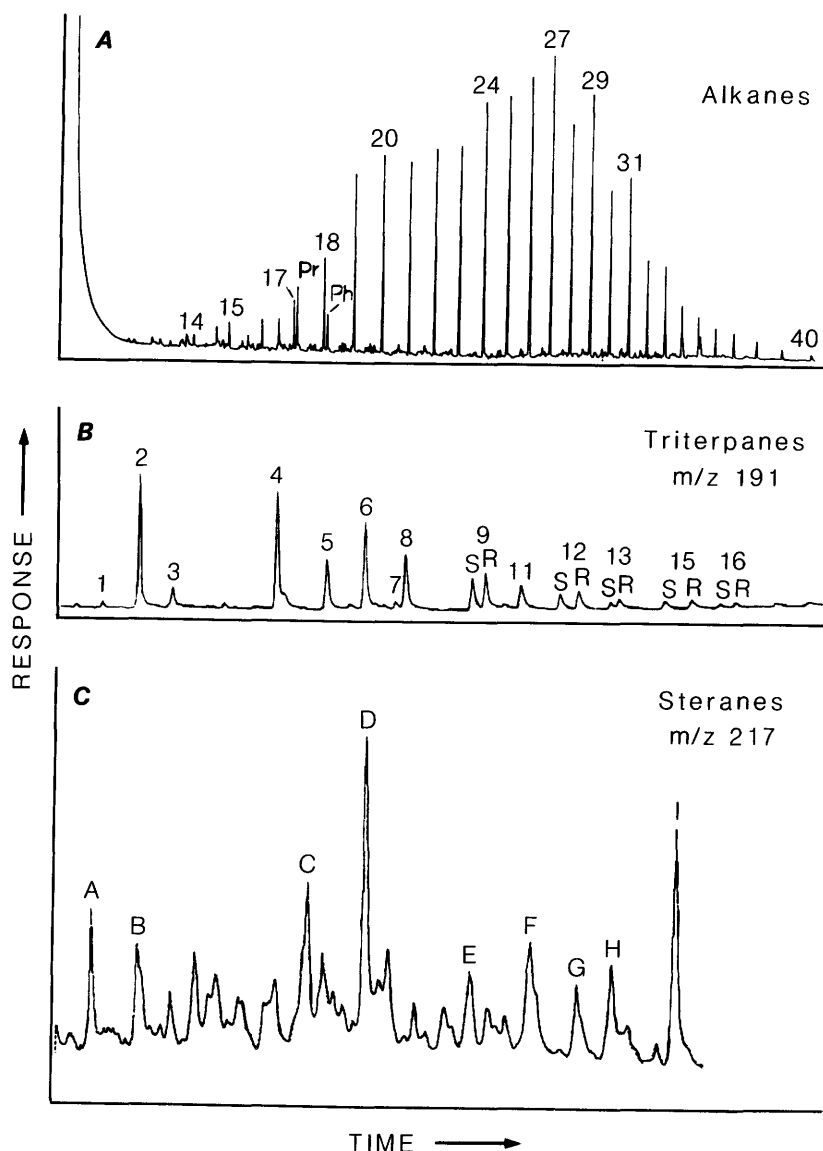 A
Alkanes
14
15
17
Pr
18
Ph
20
24
27
29
31
40
B
Triterpanes
m/z 191
1
2
3
4
5
6
7
8
9
S R
11
12
S R
13
S R
15
S R
16
S R
C
Steranes
m/z 217
A
B
C
D
E
F
G
H
I
RESPONSE
TIME